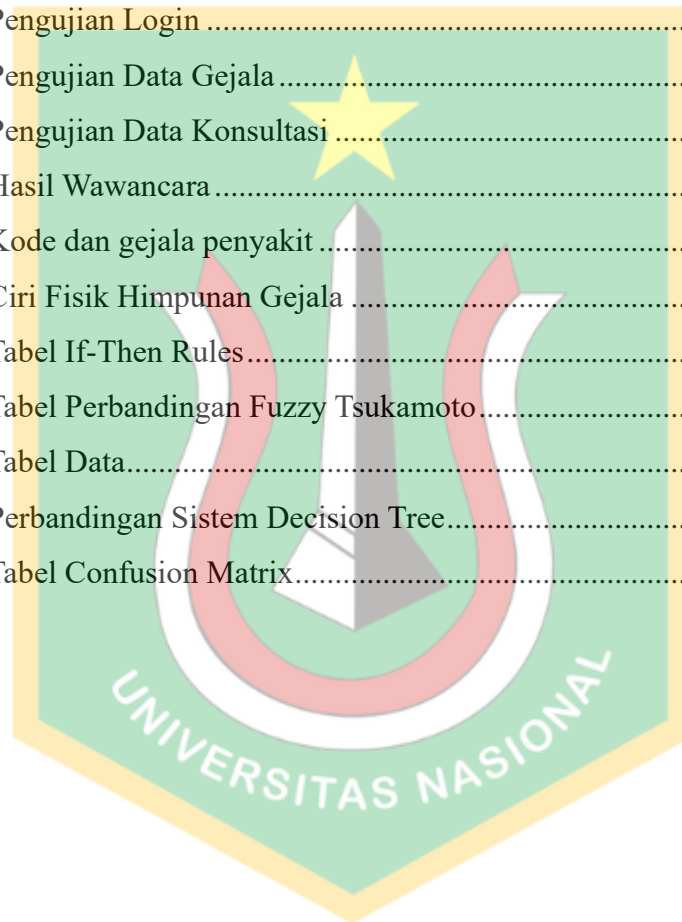 Pengujian Login ............................................................
Pengujian Data Gejala ...................................................
Pengujian Data Konsultasi ............................................
Hasil Wawancara ...........................................................
Kode dan gejala penyakit ..............................................
Ciri Fisik Himpunan Gejala ..........................................
Tabel If-Then Rules .......................................................
Tabel Perbandingan Fuzzy Tsukamoto ..........................
Tabel Data ......................................................................
Perbandingan Sistem Decision Tree ..............................
Tabel Confusion Matrix .................................................
UNIVERSITAS NASIONAL